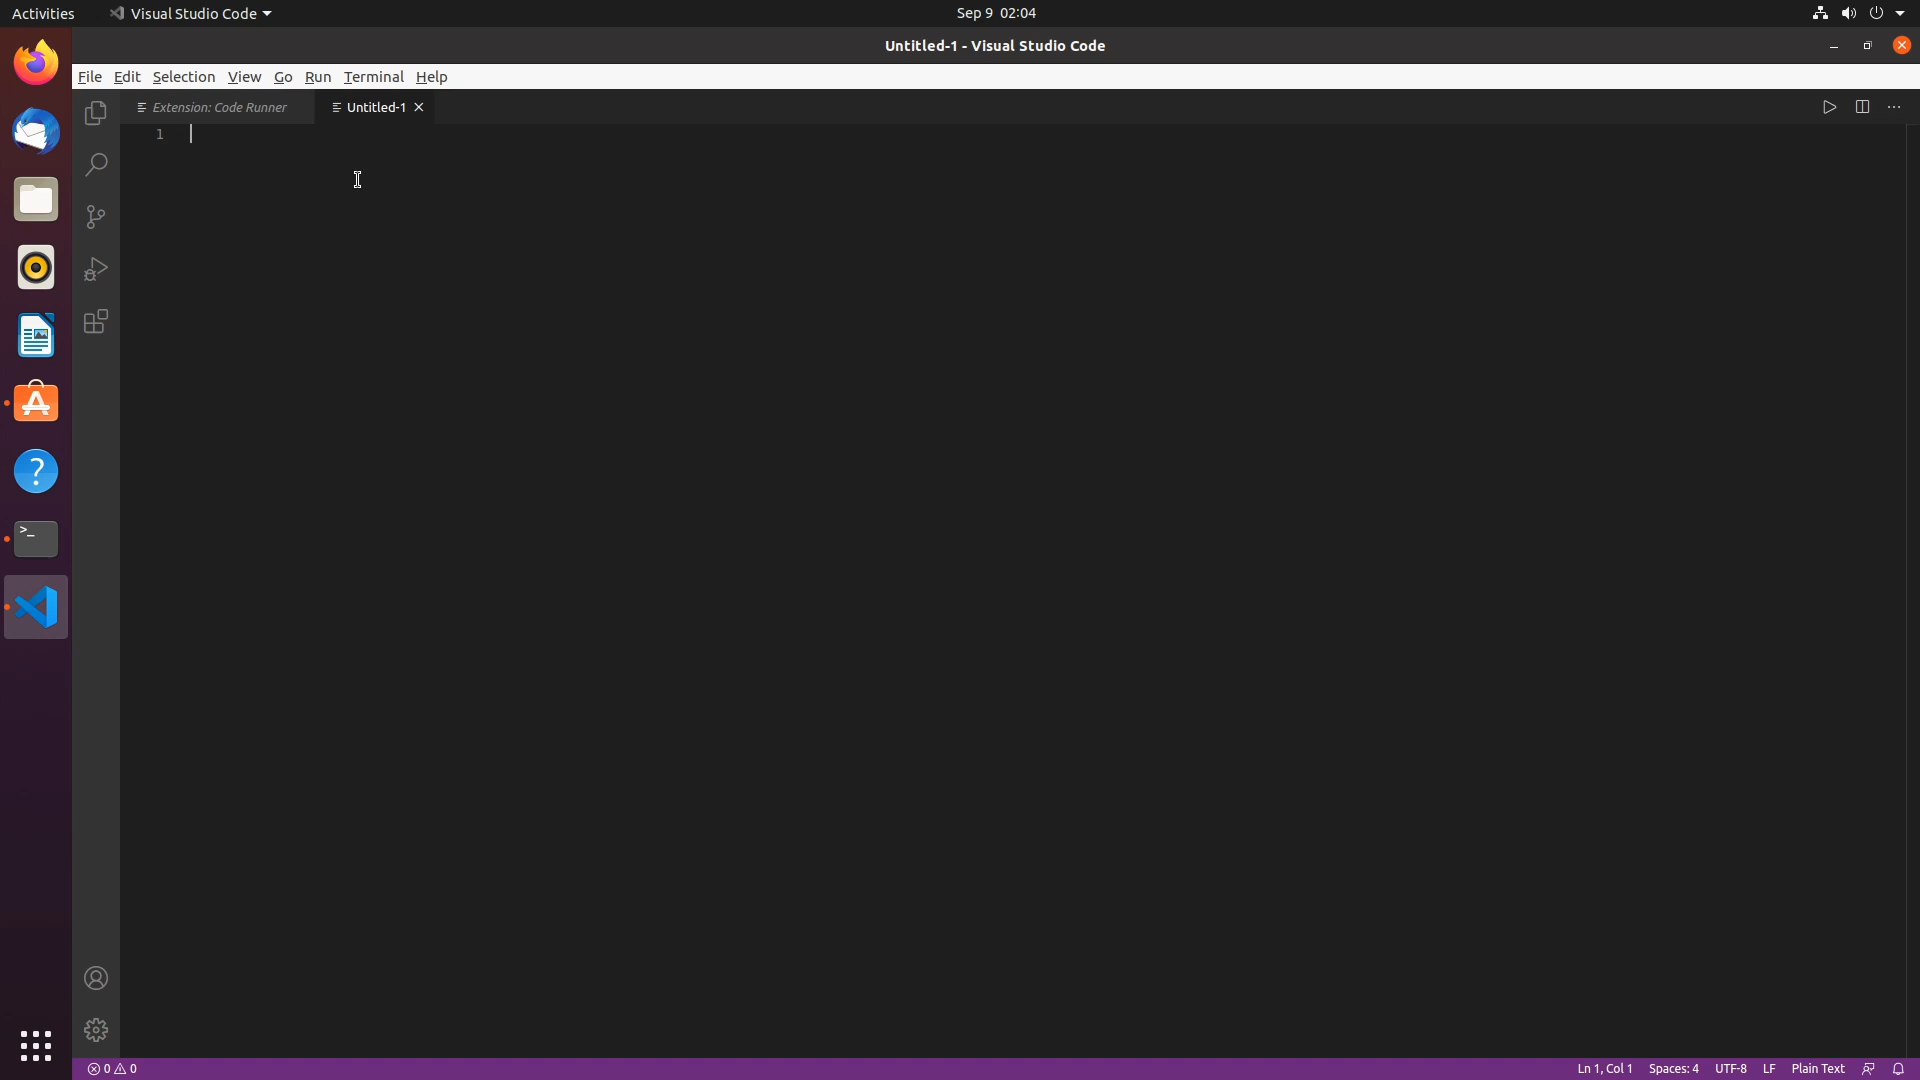 Activities Visual Studio Code Sep 9 02:04
Untitled-1 - Visual Studio Code
File Edit Selection View Go Run Terminal Help
Extension: Code Runner Untitled-1
1
0 0 Ln 1, Col 1 Spaces: 4 UTF-8 LF Plain Text